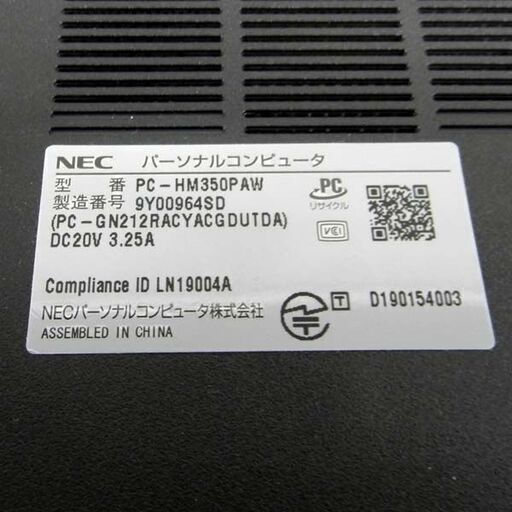 NEC パーソナルコンピュータ
型 番 PC-HM350PAW
製造番号 9Y00964SD
(PC-GN212RACYACGDUTDA)
DC20V 3.25A
PC
リサイクル
VCCI
Compliance ID LN19004A
NECパーソナルコンピュータ株式会社
ASSEMBLED IN CHINA
T
D190154003